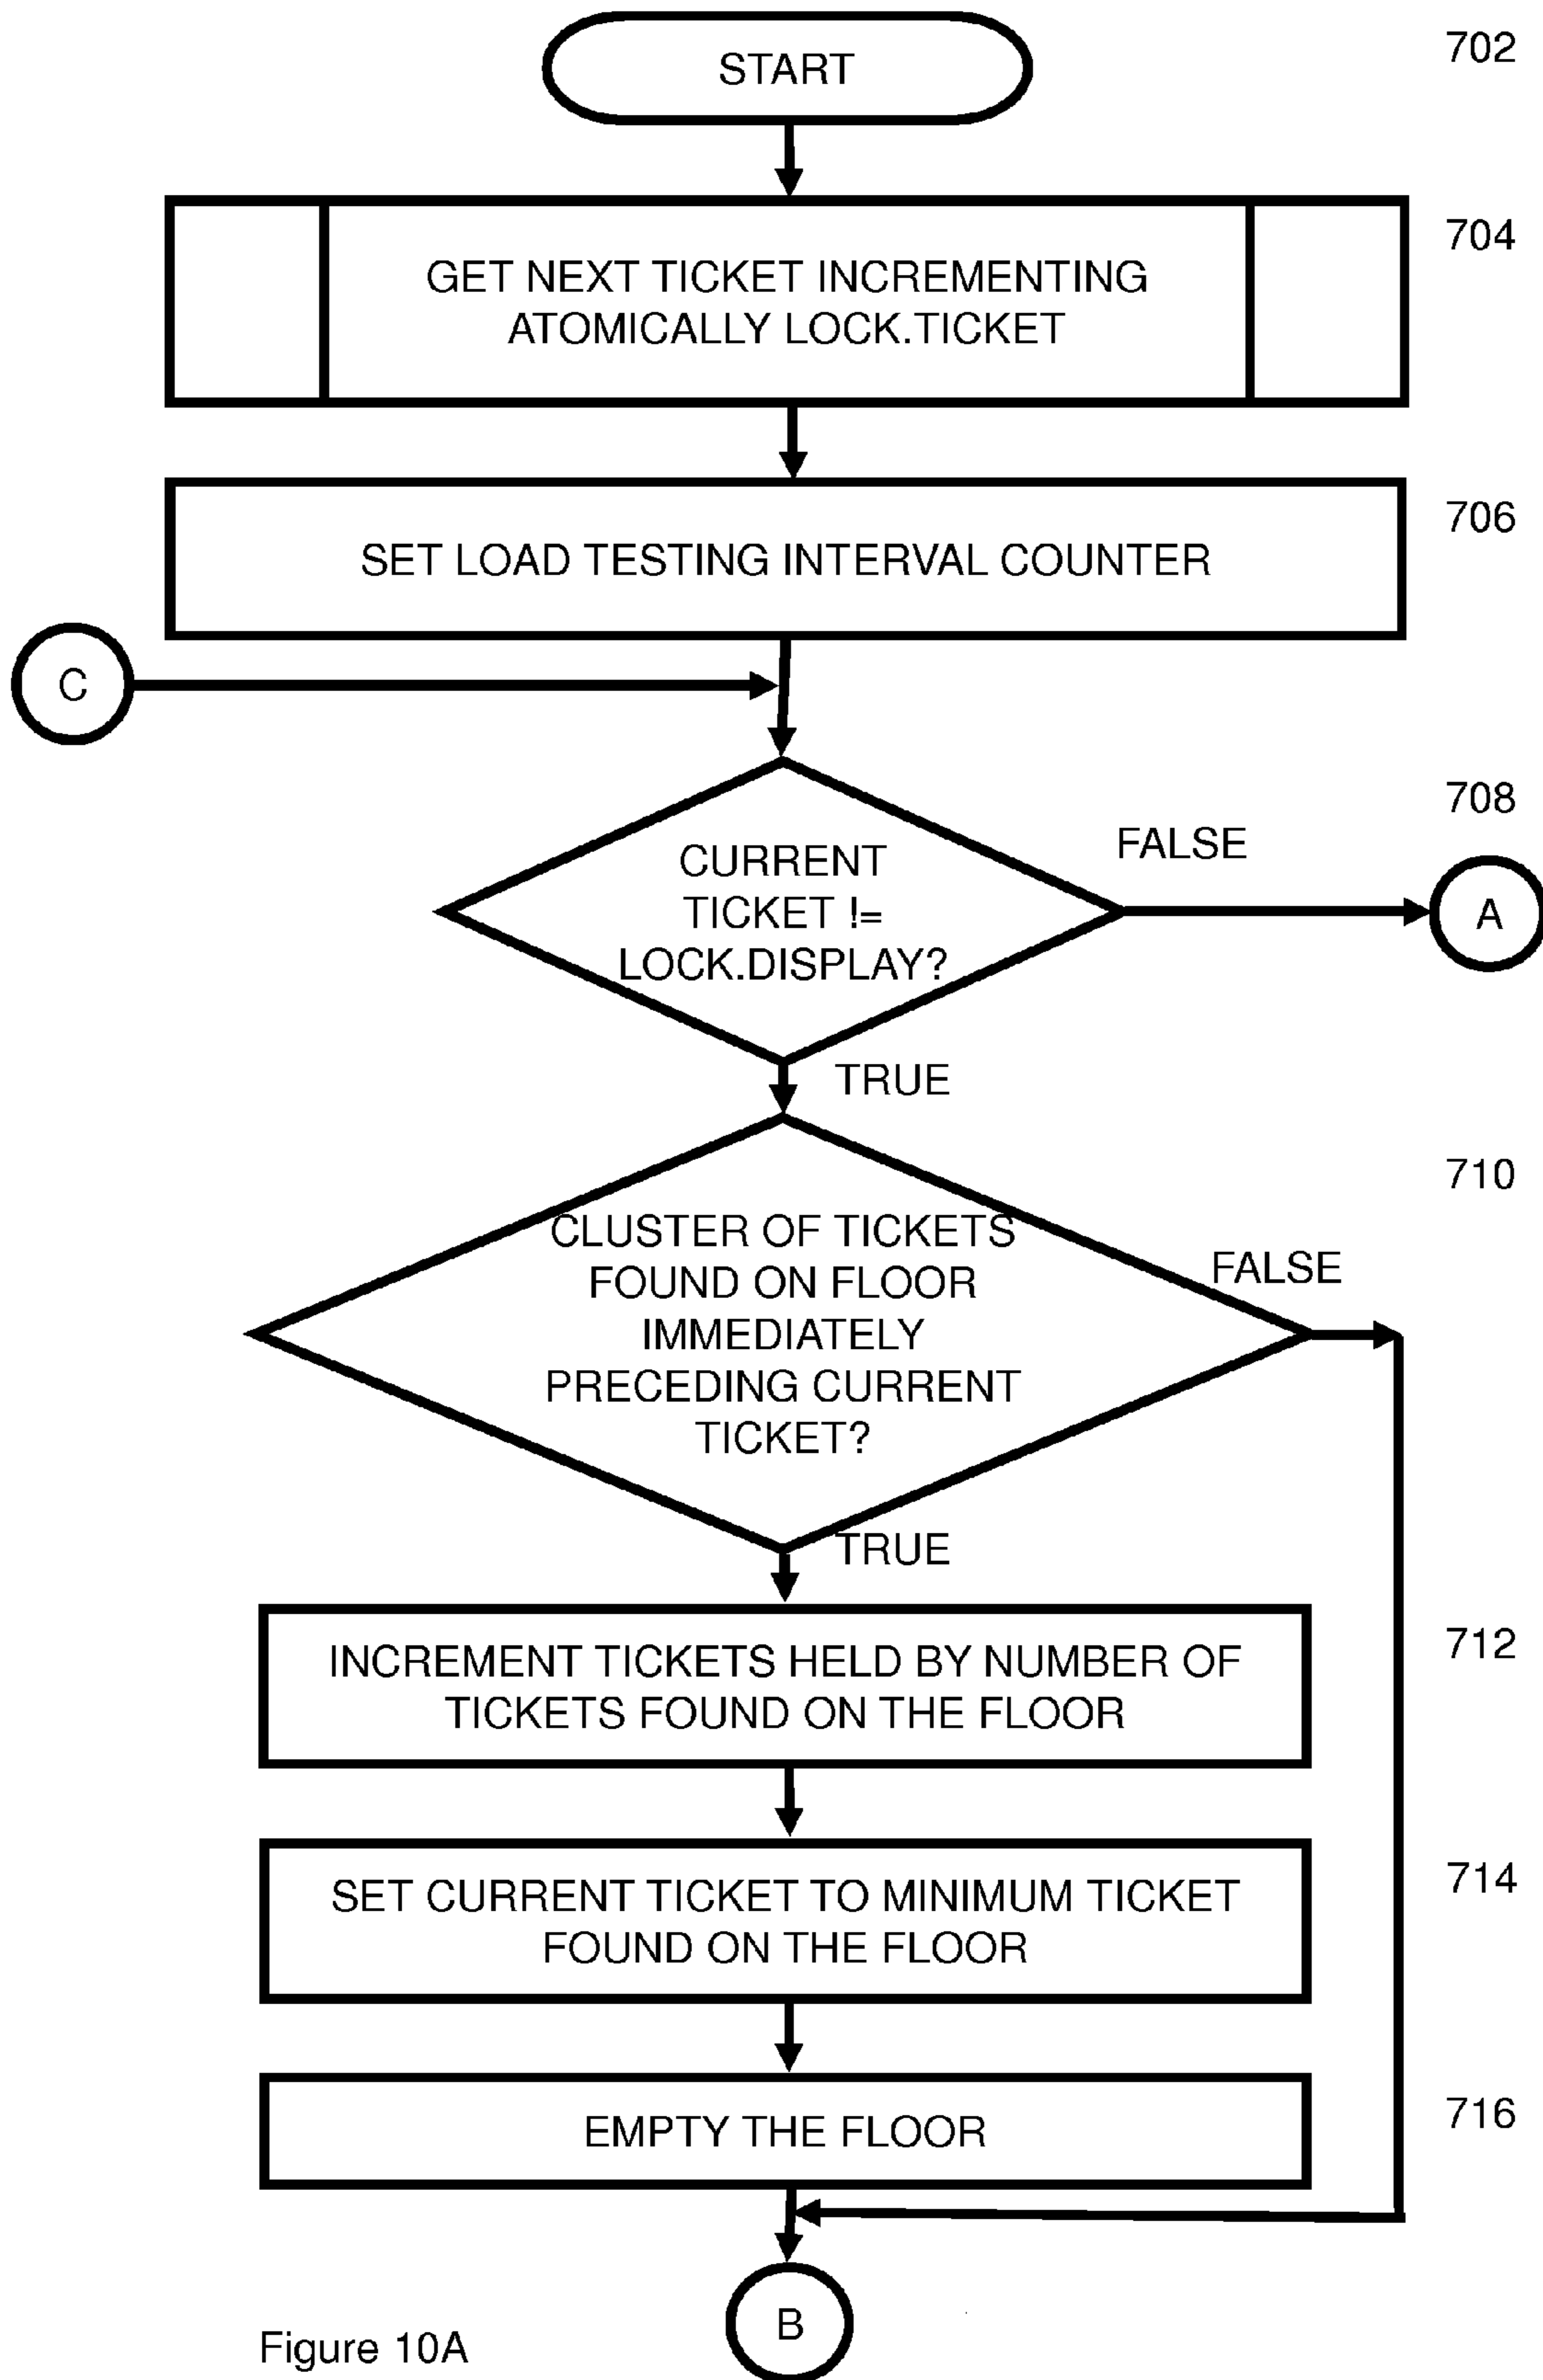 START
702
GET NEXT TICKET INCREMENTING
ATOMICALLY LOCK.TICKET
704
SET LOAD TESTING INTERVAL COUNTER
706
C
CURRENT
TICKET !=
LOCK.DISPLAY?
708
FALSE
A
TRUE
CLUSTER OF TICKETS
FOUND ON FLOOR
IMMEDIATELY
PRECEDING CURRENT
TICKET?
710
FALSE
TRUE
INCREMENT TICKETS HELD BY NUMBER OF
TICKETS FOUND ON THE FLOOR
712
SET CURRENT TICKET TO MINIMUM TICKET
FOUND ON THE FLOOR
714
EMPTY THE FLOOR
716
B
Figure 10A